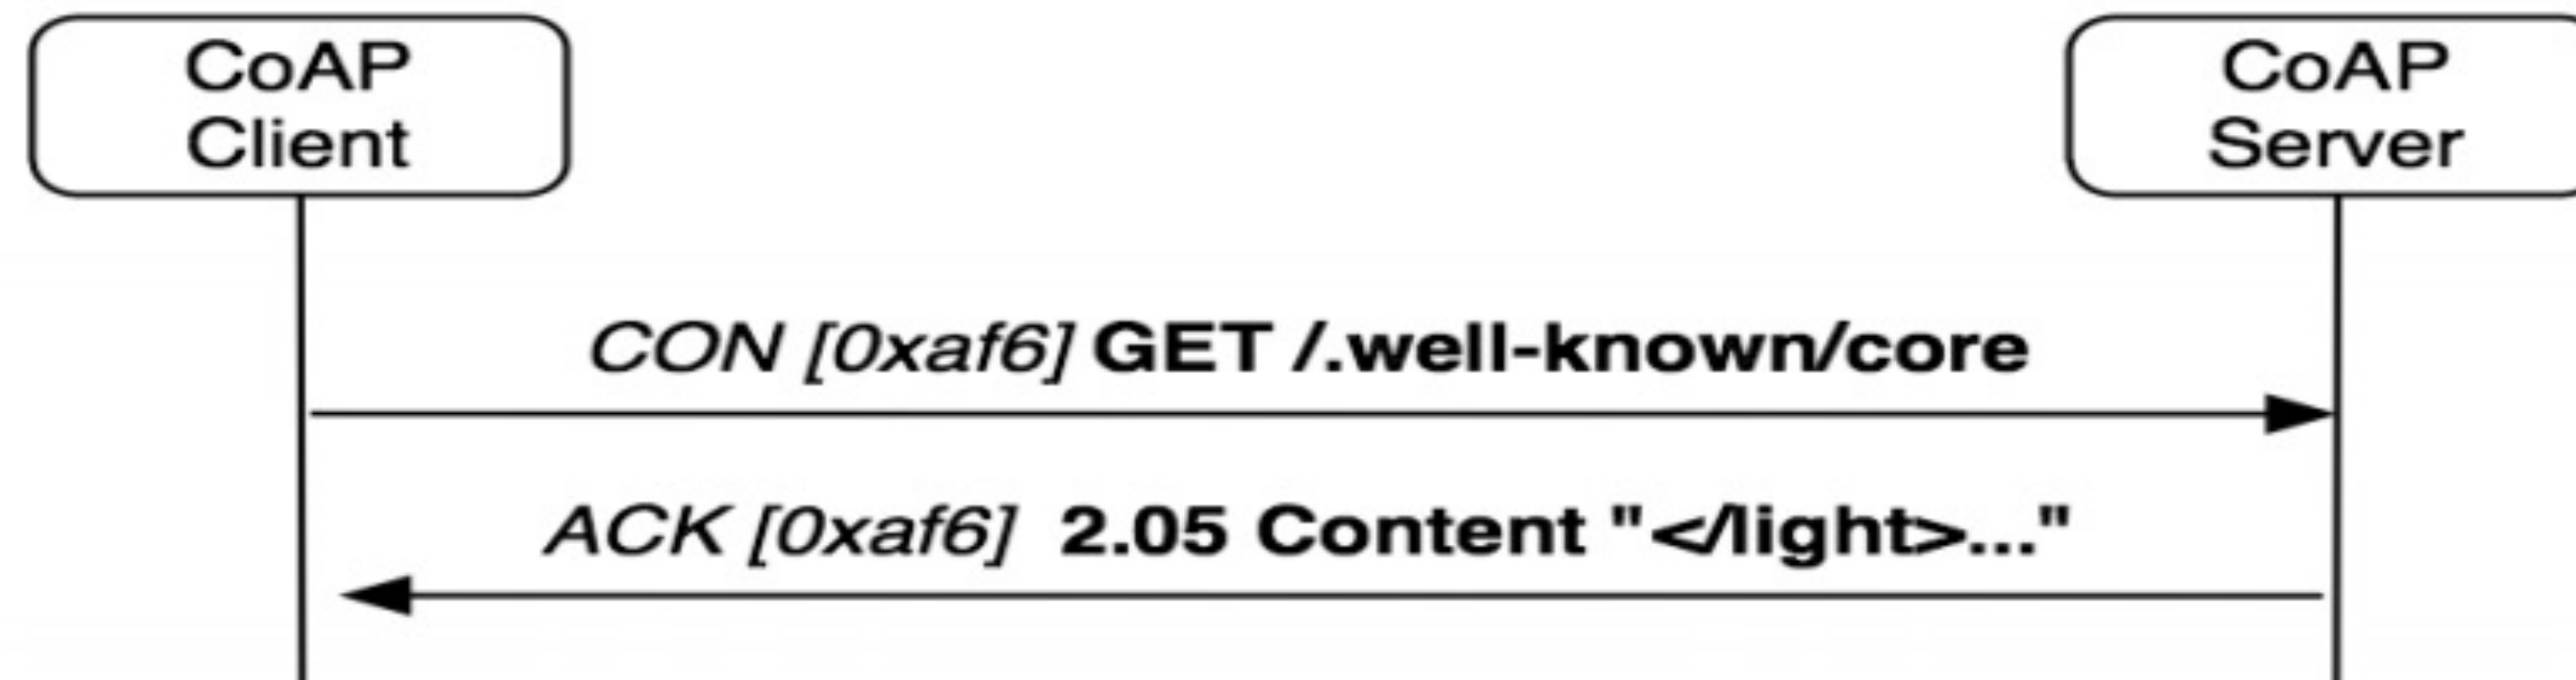 CoAP
Client
CoAP
Server
CON [0xaf6] GET /.well-known/core
ACK [0xaf6] 2.05 Content "</light>..."